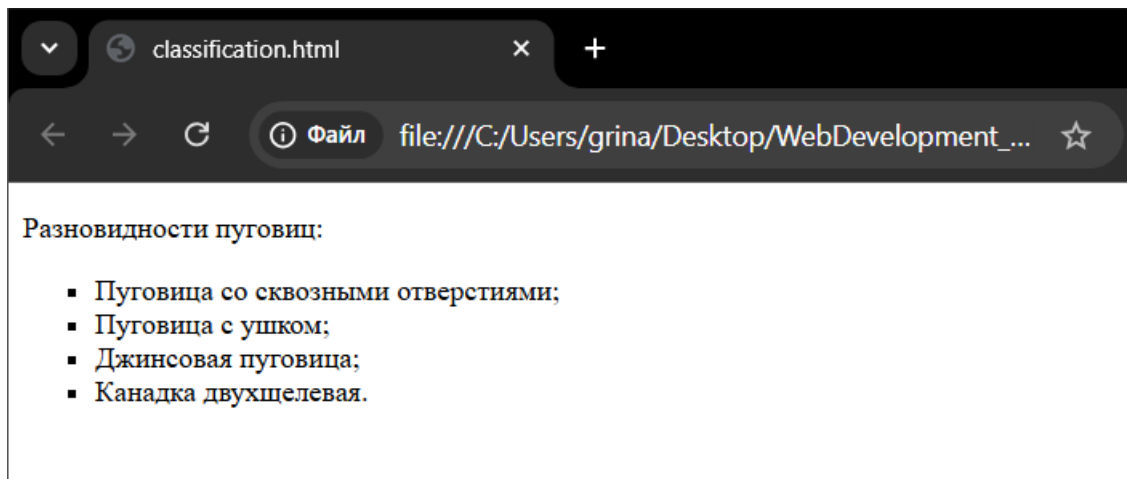 classification.html
Файл file:///C:/Users/grina/Desktop/WebDevelopment_...
Разновидности пуговиц:
Пуговица со сквозными отверстиями;
Пуговица с ушком;
Джинсовая пуговица;
Канадка двухщелевая.